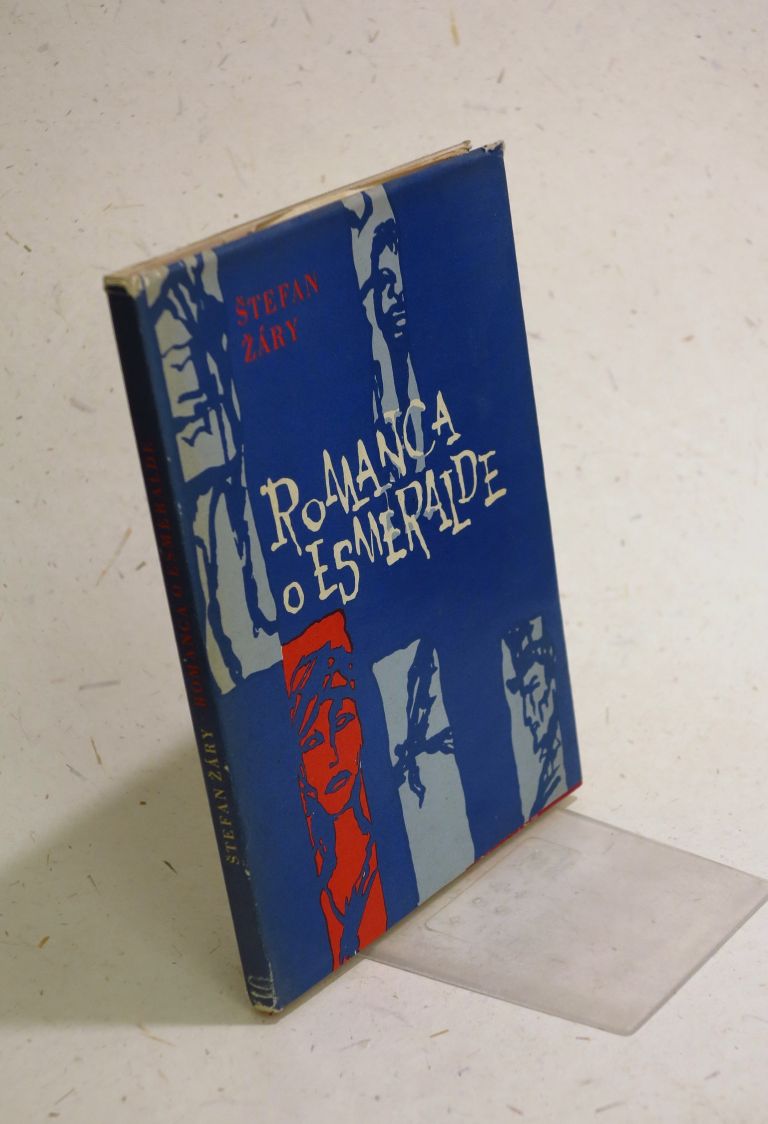 ŠTEFAN
ŽÁRY
ROMANCA
O ESMERALDE
ŠTEFAN ŽÁRY · ROMANCA O ESMERALDE